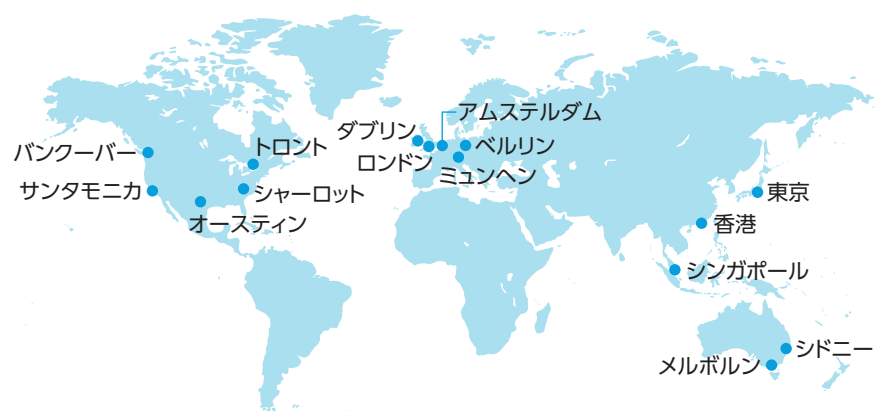 バンクーバー
サンタモニカ
トロント
シャーロット
オースティン
ダブリン
ロンドン
アムステルダム
ベルリン
ミュンヘン
東京
香港
シンガポール
シドニー
メルボルン